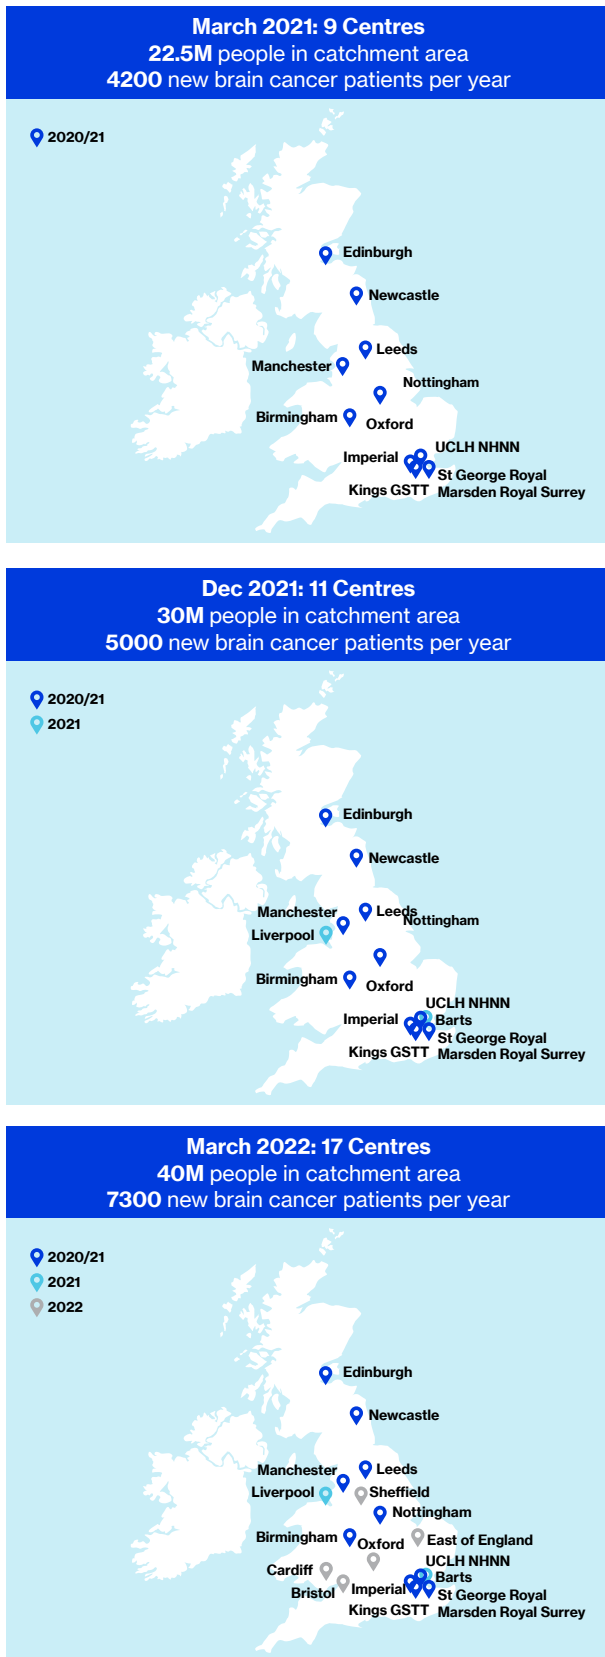 March 2021: 9 Centres
22.5M people in catchment area
4200 new brain cancer patients per year
2020/21
Edinburgh
Newcastle
Leeds
Manchester
Nottingham
Birmingham
Oxford
UCLH NHNN
Imperial
St George Royal
Kings GSTT
Marsden Royal Surrey
Dec 2021: 11 Centres
30M people in catchment area
5000 new brain cancer patients per year
2020/21
2021
Edinburgh
Newcastle
Manchester
Leeds
Nottingham
Liverpool
Birmingham
Oxford
UCLH NHNN
Imperial
Barts
St George Royal
Kings GSTT
Marsden Royal Surrey
March 2022: 17 Centres
40M people in catchment area
7300 new brain cancer patients per year
2020/21
2021
2022
Edinburgh
Newcastle
Manchester
Leeds
Liverpool
Sheffield
Nottingham
Birmingham
Oxford
East of England
UCLH NHNN
Cardiff
Barts
Bristol
Imperial
St George Royal
Kings GSTT
Marsden Royal Surrey